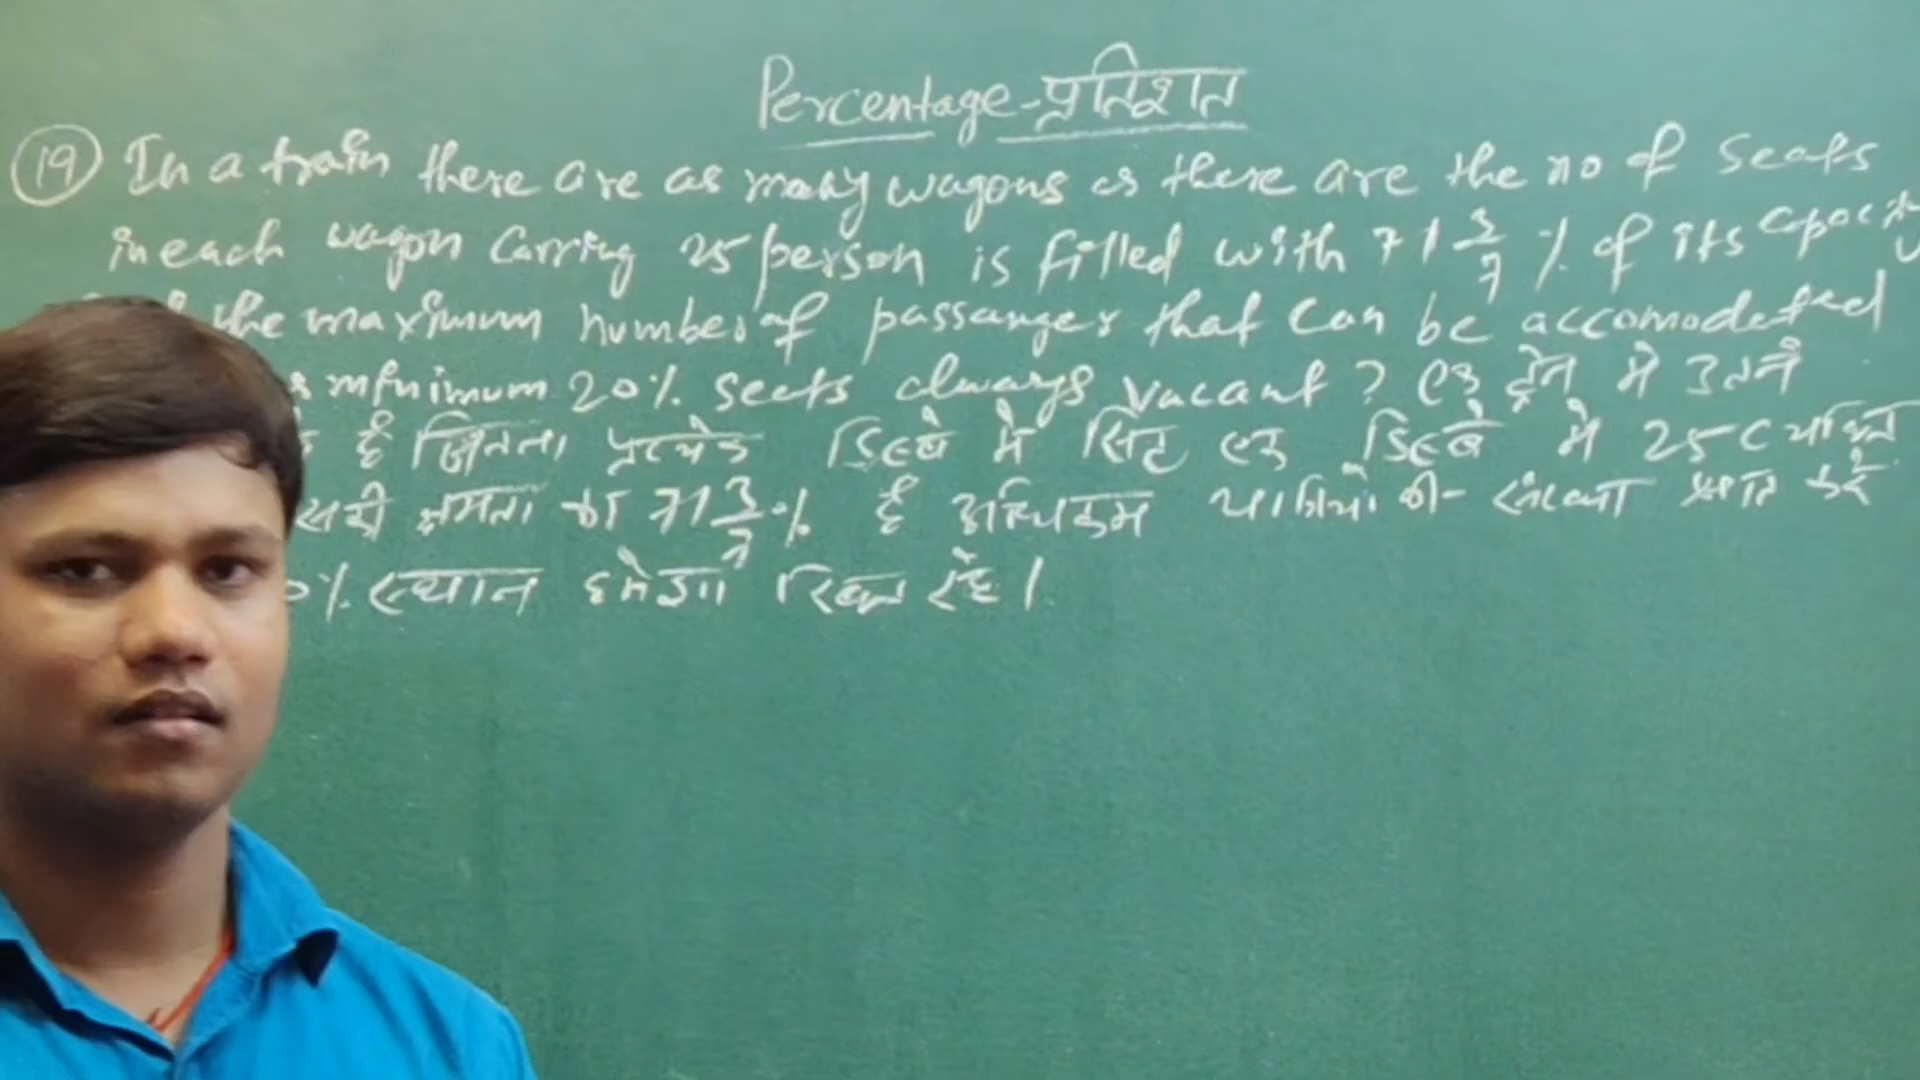 Percentage-प्रतिशत
19 In a train there are as many wagons as there are the no of seats
in each wagon carring 25 person is filled with 71 3/7 % of its capacity
the maximum number of passanger that can be accomodated
minimum 20% seats always vacant? एक ट्रेन मे उतने
है जितना प्रत्येक डिब्बे मे सिट एक डिब्बे मे 25
क्षमता का 71 3/7 % है अधिकतम यात्रियो की संख्या ज्ञात करे
% स्थान हमेशा रिक्त रहे।